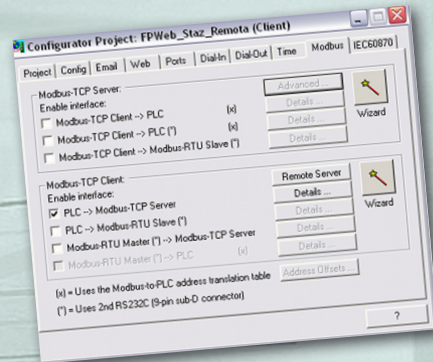 Configurator Project: FPWeb_Staz_Remota (Client)
Project Config Email Web Ports Dial-In Dial-Out Time Modbus IEC60870
Modbus-TCP Server:
Enable interface:
Advanced ...
Modbus-TCP Client --> PLC (x) Details ...
Modbus-TCP Client --> PLC (") (x) Details ...
Modbus-TCP Client --> Modbus-RTU Slave (") Details ...
Wizard
Modbus-TCP Client:
Enable interface:
Remote Server
PLC --> Modbus-TCP Server Details ...
PLC --> Modbus-RTU Slave (") Details ...
Modbus-RTU Master (") --> Modbus-TCP Server Details ...
Modbus-RTU Master (") --> PLC (x) Details ...
Wizard
(x) = Uses the Modbus-to-PLC address translation table Address Offsets ...
(") = Uses 2nd RS232C (9-pin sub-D connector)
?